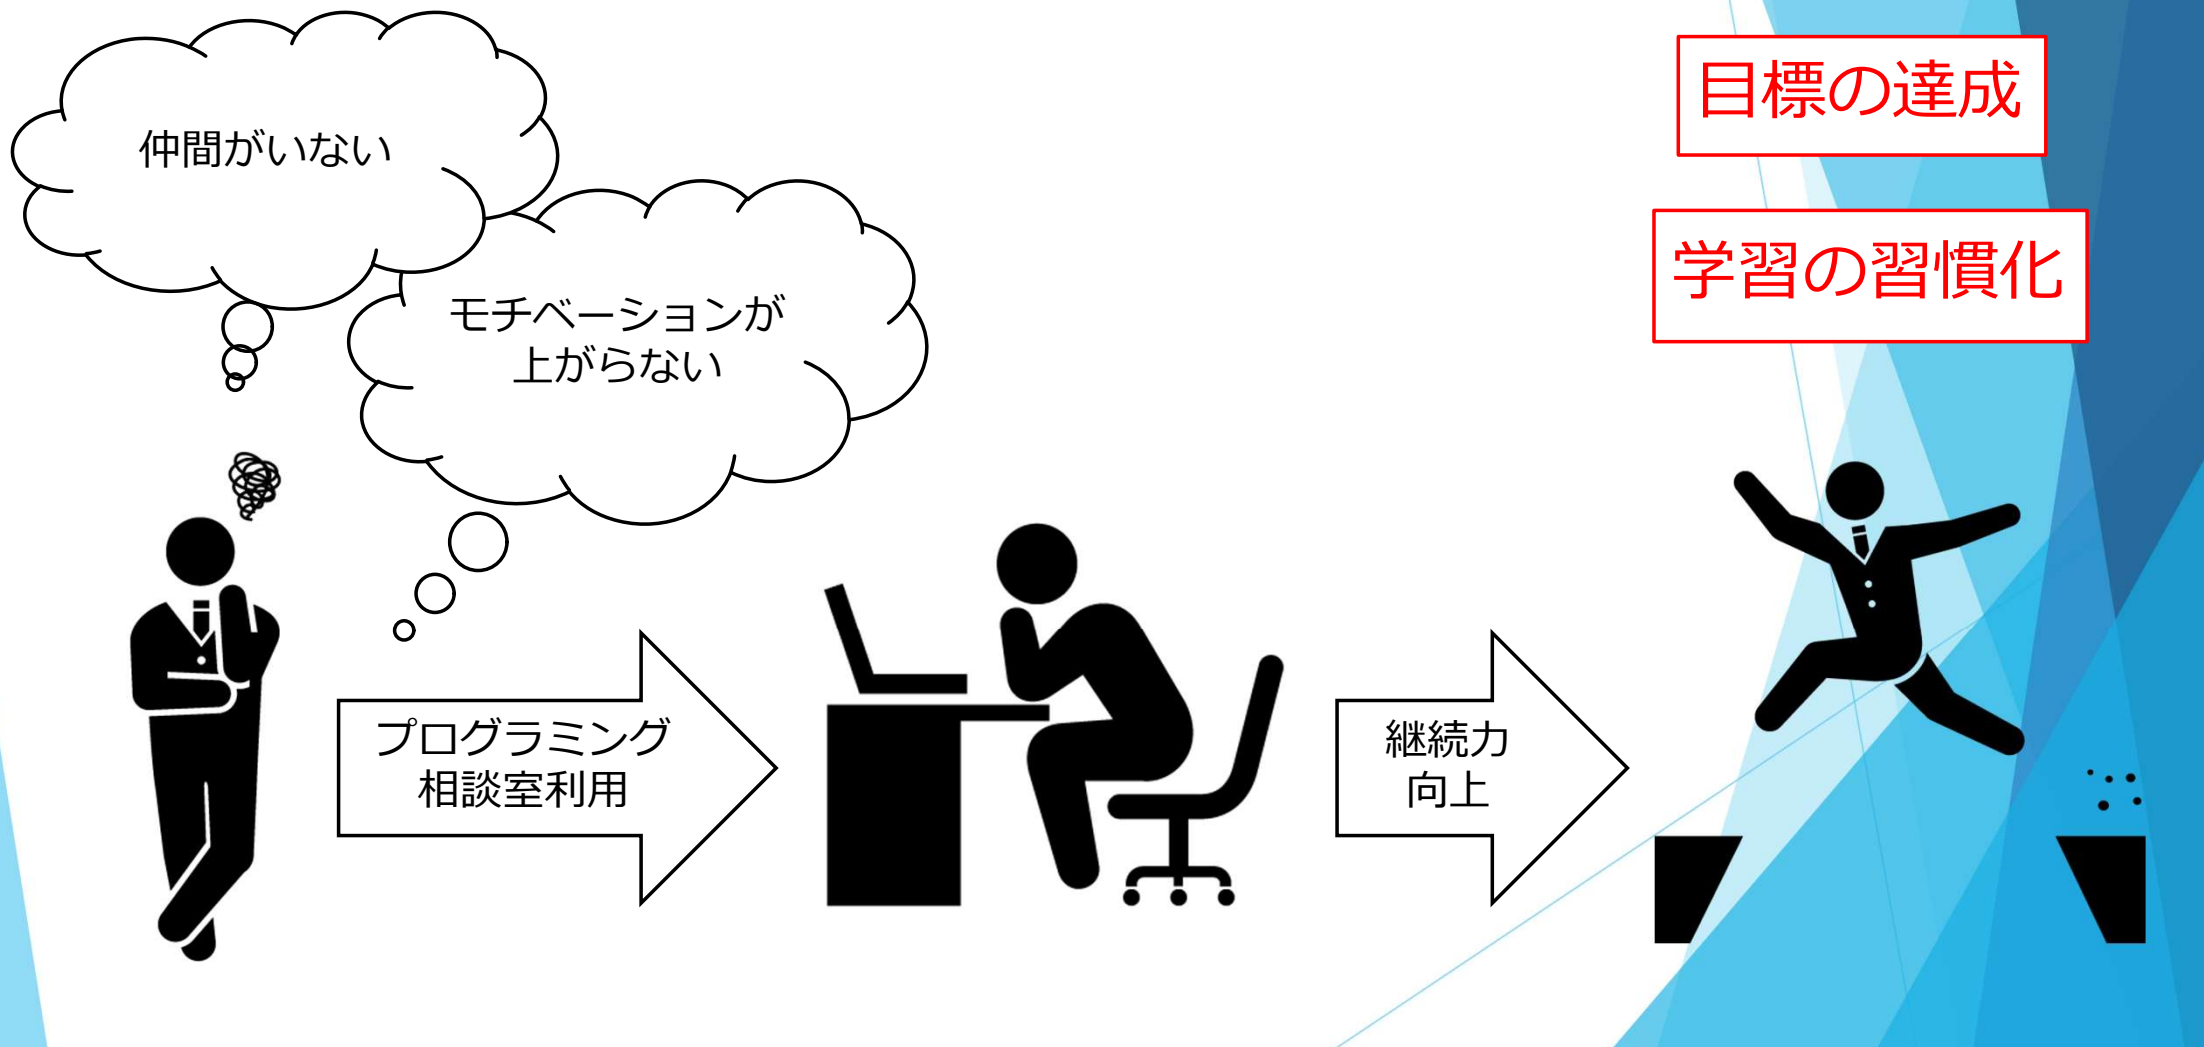 仲間がいない
モチベーションが
上がらない
プログラミング
相談室利用
継続力
向上
目標の達成
学習の習慣化